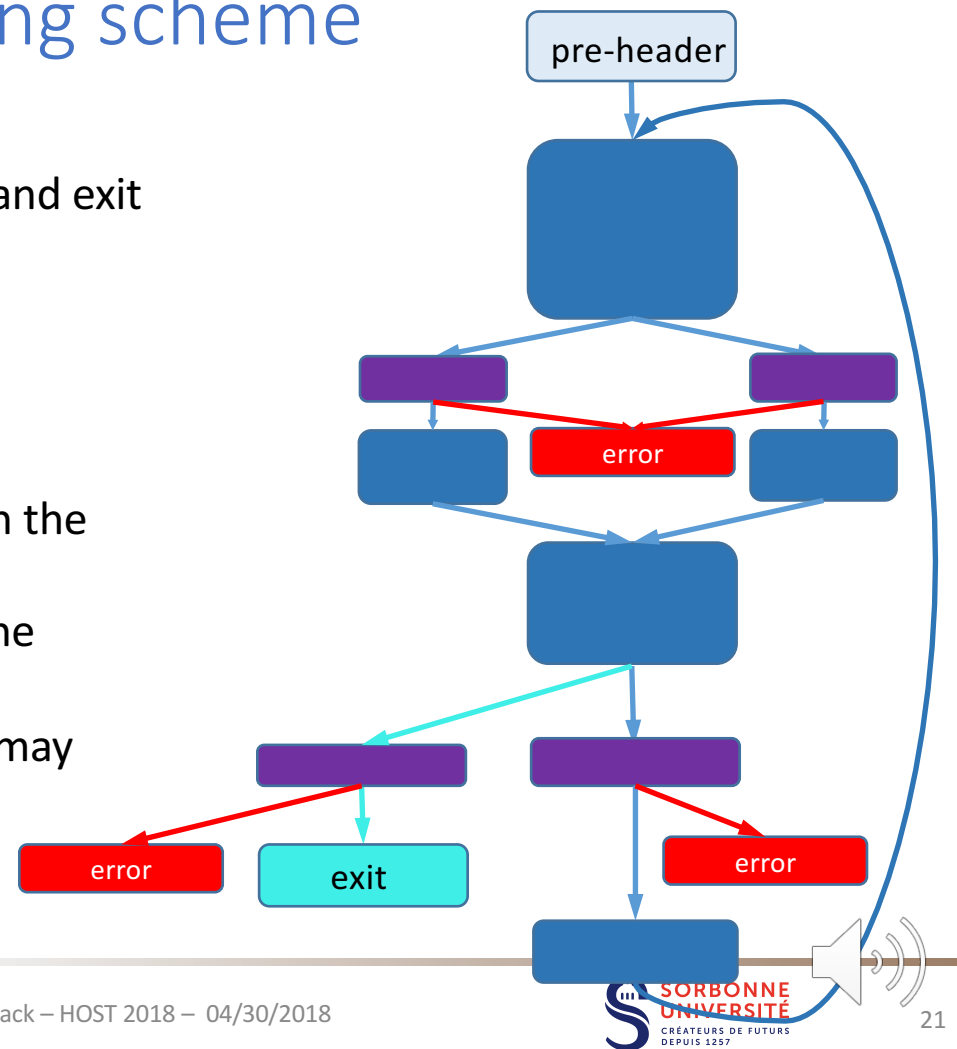 ng scheme
pre-header
and exit
error
n the
ne
may
error
exit
error
ack – HOST 2018 – 04/30/2018
SORBONNE
UNIVERSITÉ
CRÉATEURS DE FUTURS
DEPUIS 1257
21